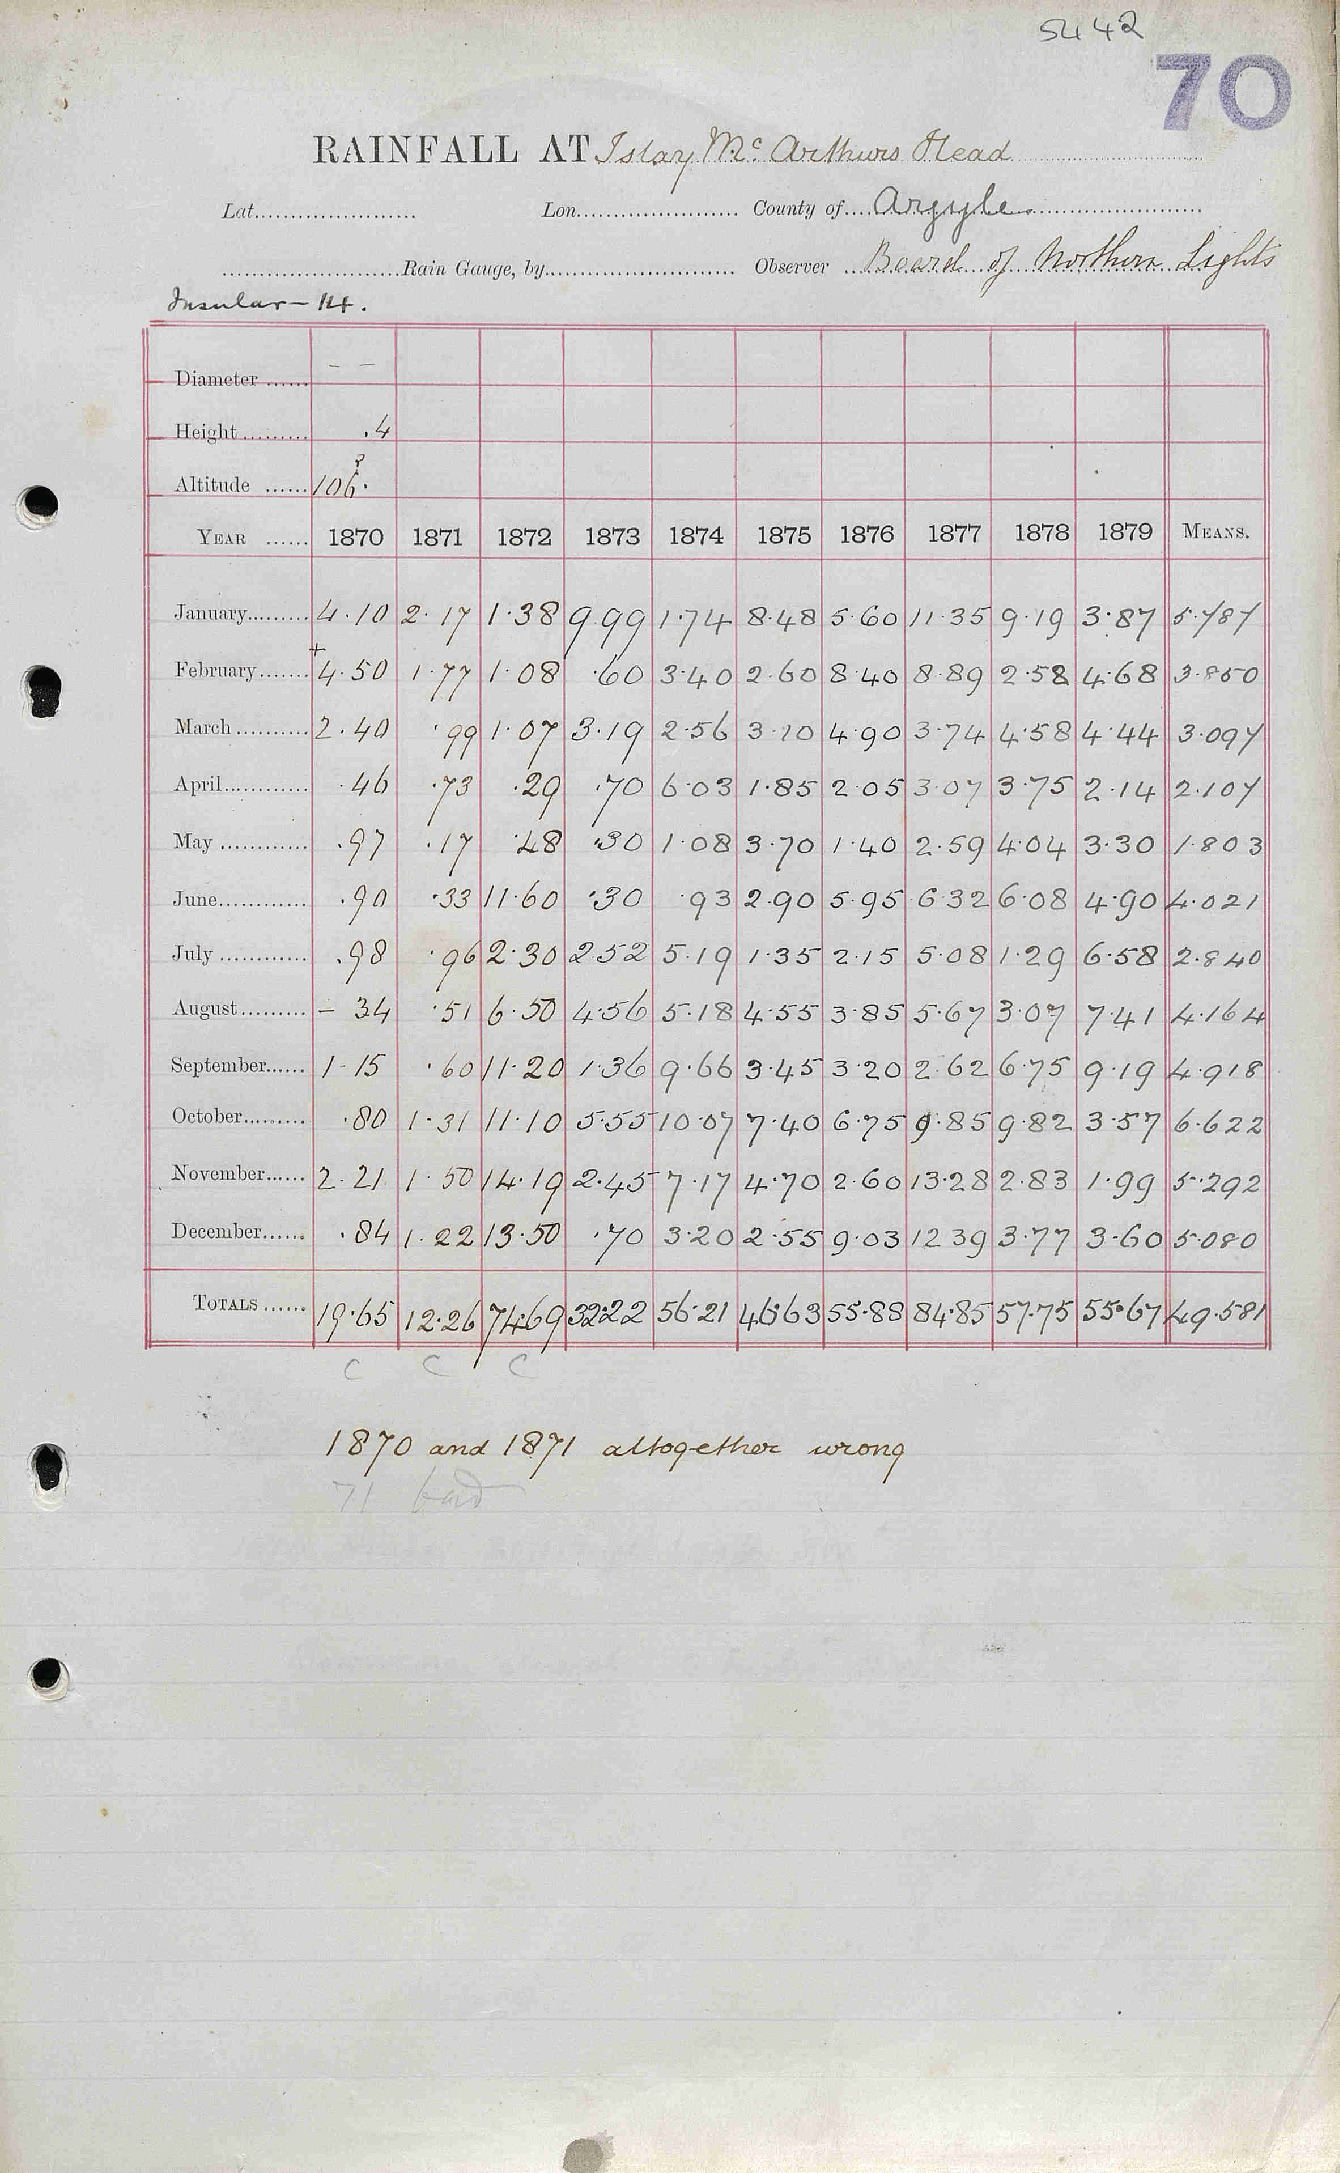 5442
70
RAINFALL AT Islay Mc Arthurs Head
Lat. Lon. County of Argyle
Rain Gauge, by Observer Board of Northern Lights
Insular - 14.
Diameter – –
Height .4
Altitude 106. ?
YEAR 1870 1871 1872 1873 1874 1875 1876 1877 1878 1879 MEANS.
January 4.10 2.17 1.38 9.99 1.74 8.48 5.60 11.35 9.19 3.87 5.787
February +4.50 1.77 1.08 .60 3.40 2.60 8.40 8.89 2.58 4.68 3.850
March 2.40 .99 1.07 3.19 2.56 3.10 4.90 3.74 4.58 4.44 3.097
April .46 .73 .29 .70 6.03 1.85 2.05 3.07 3.75 2.14 2.107
May .97 .17 .48 .30 1.08 3.70 1.40 2.59 4.04 3.30 1.803
June .90 .33 11.60 .30 .93 2.90 5.95 6.32 6.08 4.90 4.021
July .98 .96 2.30 2.52 5.19 1.35 2.15 5.08 1.29 6.58 2.840
August - 34 .51 6.50 4.56 5.18 4.55 3.85 5.67 3.07 7.41 4.164
September 1.15 .60 11.20 1.36 9.66 3.45 3.20 2.62 6.75 9.19 4.918
October .80 1.31 11.10 5.55 10.07 7.40 6.75 9.85 9.82 3.57 6.622
November 2.21 1.50 14.19 2.45 7.17 4.70 2.60 13.28 2.83 1.99 5.292
December .84 1.22 13.50 .70 3.20 2.55 9.03 12 39 3.77 3.60 5.080
TOTALS 19.65 12.26 74.69 32.22 56.21 46.63 55.88 84.85 57.75 55.67 49.581
C C C
1870 and 1871 altogether wrong
71 bad